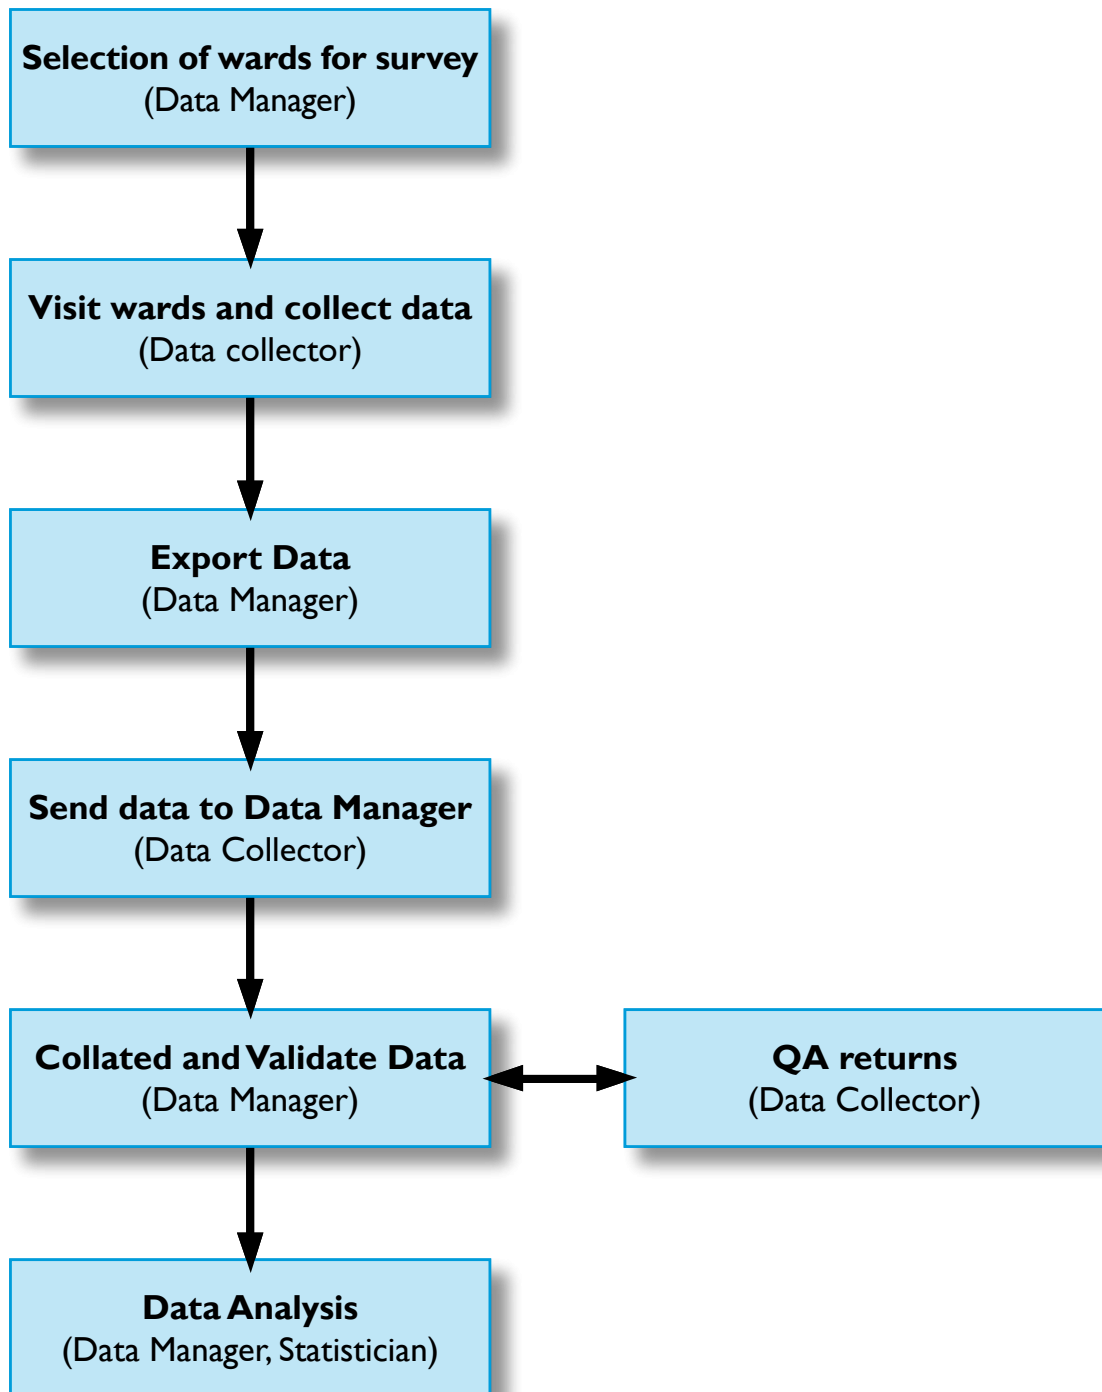 Selection of wards for survey
(Data Manager)
Visit wards and collect data
(Data collector)
Export Data
(Data Manager)
Send data to Data Manager
(Data Collector)
Collated and Validate Data
(Data Manager)
QA returns
(Data Collector)
Data Analysis
(Data Manager, Statistician)